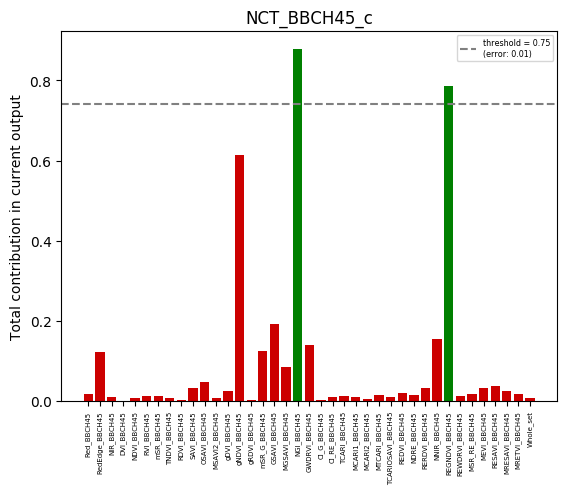 NCT_BBCH45_c
Total contribution in current output
threshold = 0.75
(error: 0.01)
0.8
0.6
0.4
0.2
0.0
Red_BBCH45
RedEdge_BBCH45
NIR_BBCH45
DVI_BBCH45
NDVI_BBCH45
RVI_BBCH45
mSR_BBCH45
TNDVI_BBCH45
RDVI_BBCH45
SAVI_BBCH45
OSAVI_BBCH45
MSAVI2_BBCH45
gDVI_BBCH45
gNDVI_BBCH45
gRDVI_BBCH45
mSR_G_BBCH45
GSAVI_BBCH45
MGSAVI_BBCH45
NGI_BBCH45
GWDRVI_BBCH45
CI_G_BBCH45
CI_RE_BBCH45
TCARI_BBCH45
MCARI1_BBCH45
MCARI2_BBCH45
MTCARI_BBCH45
TCARIOSAVI_BBCH45
REDVI_BBCH45
NDRE_BBCH45
RERDVI_BBCH45
NNIR_BBCH45
REGNDVI_BBCH45
REWDRVI_BBCH45
MSR_RE_BBCH45
MEVI_BBCH45
RESAVI_BBCH45
MRESAVI_BBCH45
MRETVI_BBCH45
Whole_set